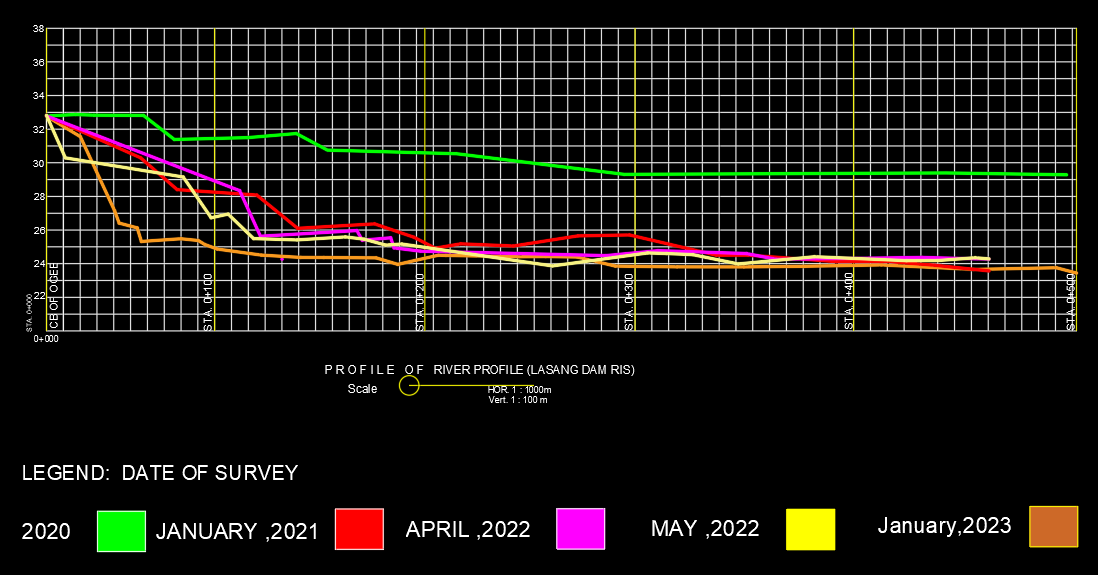 38
36
34
32
30
28
26
24
22
STA. 0+000
CB OF OGEE
STA. 0+100
STA. 0+200
STA. 0+300
STA. 0+400
STA. 0+500
0+000
PROFILE OF RIVER PROFILE (LASANG DAM RIS)
Scale
HOR. 1 : 1000m
Vert. 1 : 100 m
LEGEND: DATE OF SURVEY
2020 JANUARY ,2021 APRIL ,2022 MAY ,2022 January,2023